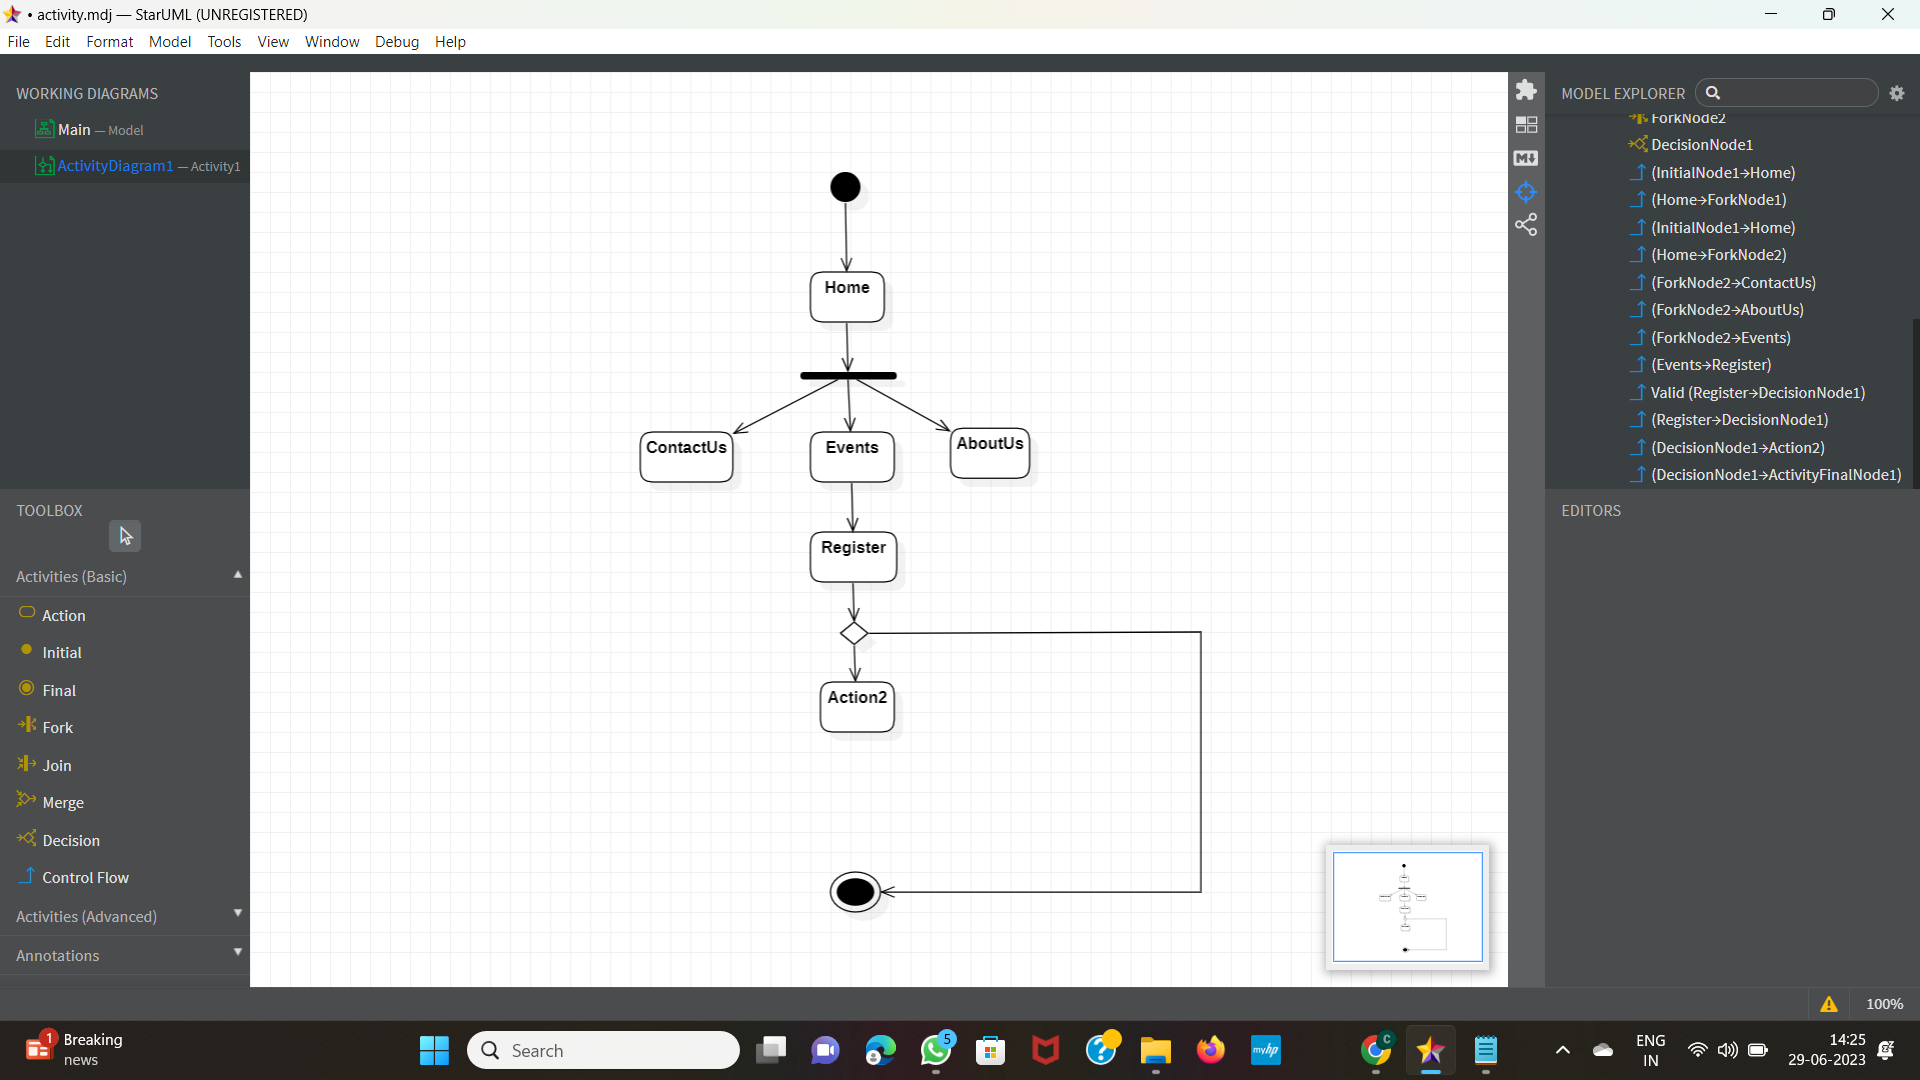 • activity.mdj — StarUML (UNREGISTERED)
File Edit Format Model Tools View Window Debug Help
WORKING DIAGRAMS
Main — Model
ActivityDiagram1 — Activity1
TOOLBOX
Activities (Basic)
Action
Initial
Final
Fork
Join
Merge
Decision
Control Flow
Activities (Advanced)
Annotations
Home
ContactUs
Events
AboutUs
Register
Action2
M↓
MODEL EXPLORER
ForkNode2
DecisionNode1
(InitialNode1→Home)
(Home→ForkNode1)
(InitialNode1→Home)
(Home→ForkNode2)
(ForkNode2→ContactUs)
(ForkNode2→AboutUs)
(ForkNode2→Events)
(Events→Register)
Valid (Register→DecisionNode1)
(Register→DecisionNode1)
(DecisionNode1→Action2)
(DecisionNode1→ActivityFinalNode1)
EDITORS
100%
1
Breaking
news
Search
5
?
myhp
C
ENG
IN
14:25
29-06-2023